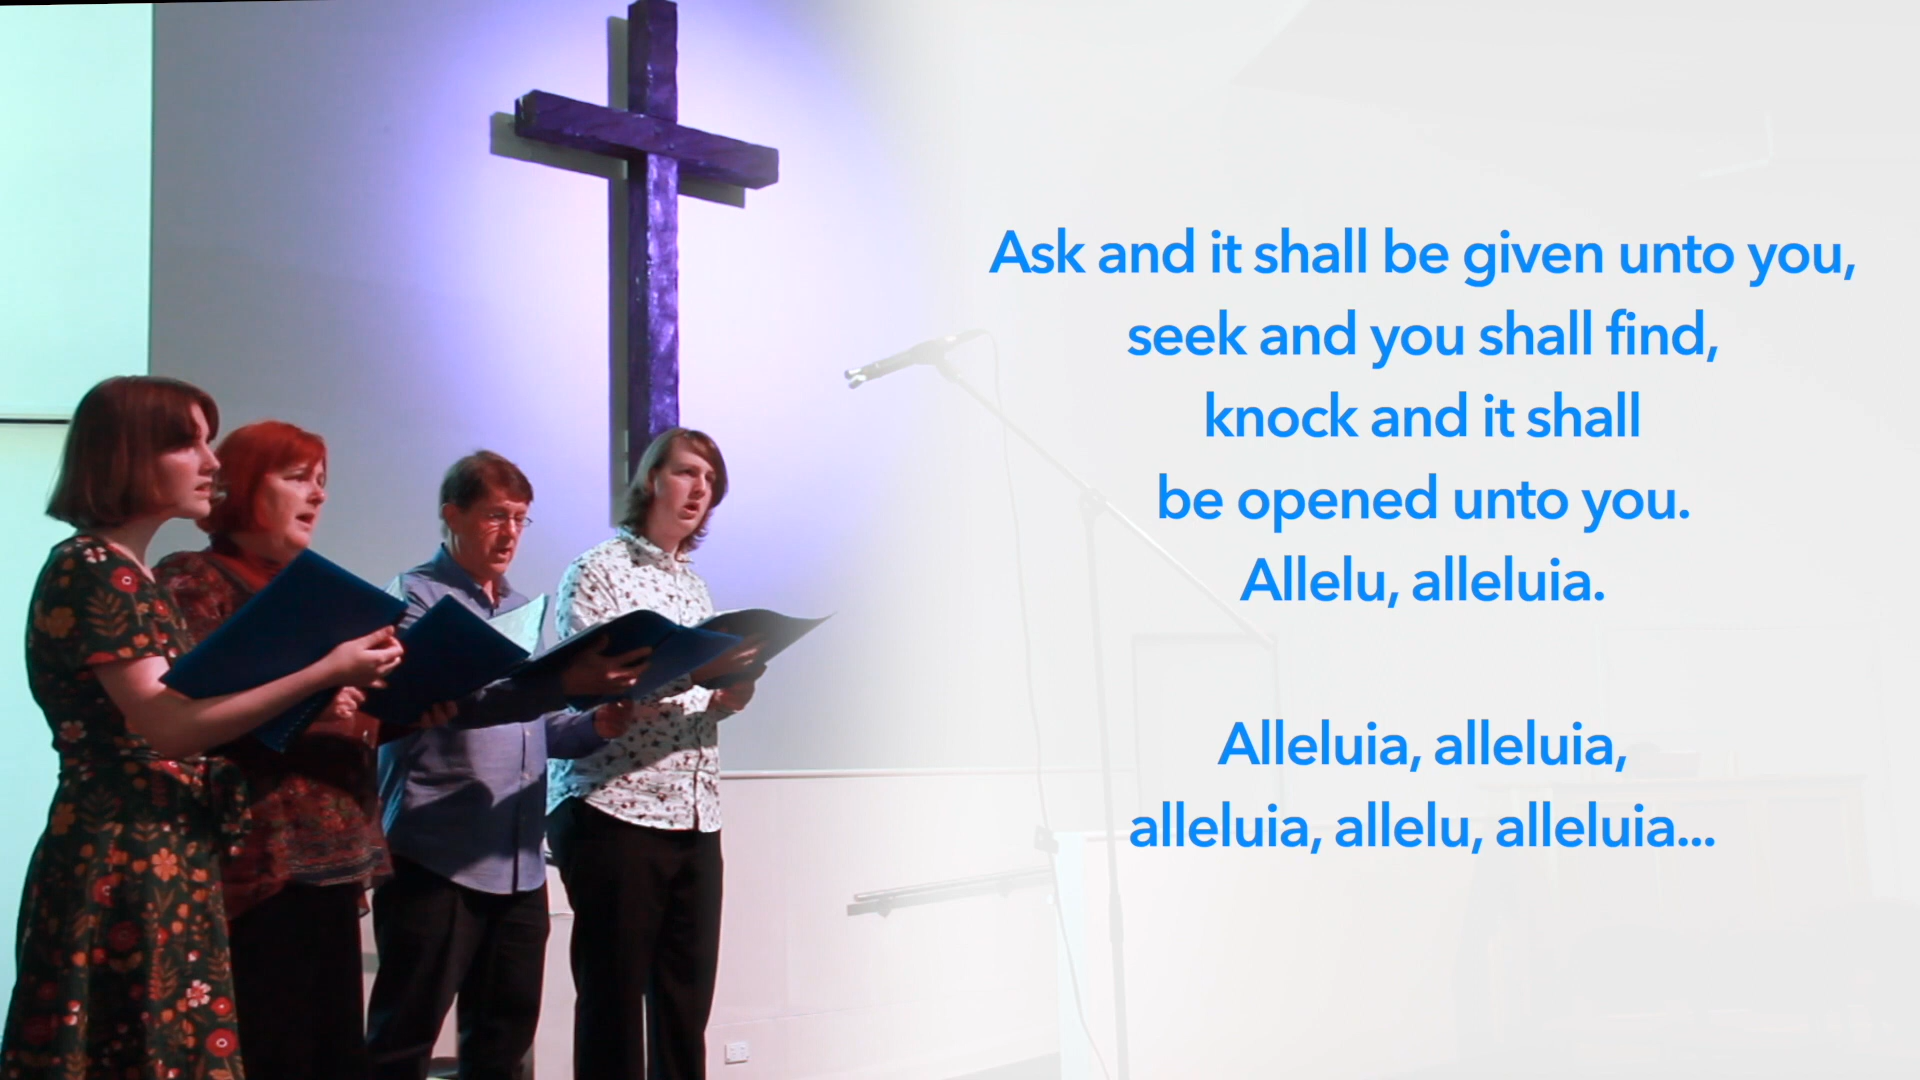 Ask and it shall be given unto you,
seek and you shall find,
knock and it shall
be opened unto you.
Allelu, alleluia.
Alleluia, alleluia,
alleluia, allelu, alleluia...